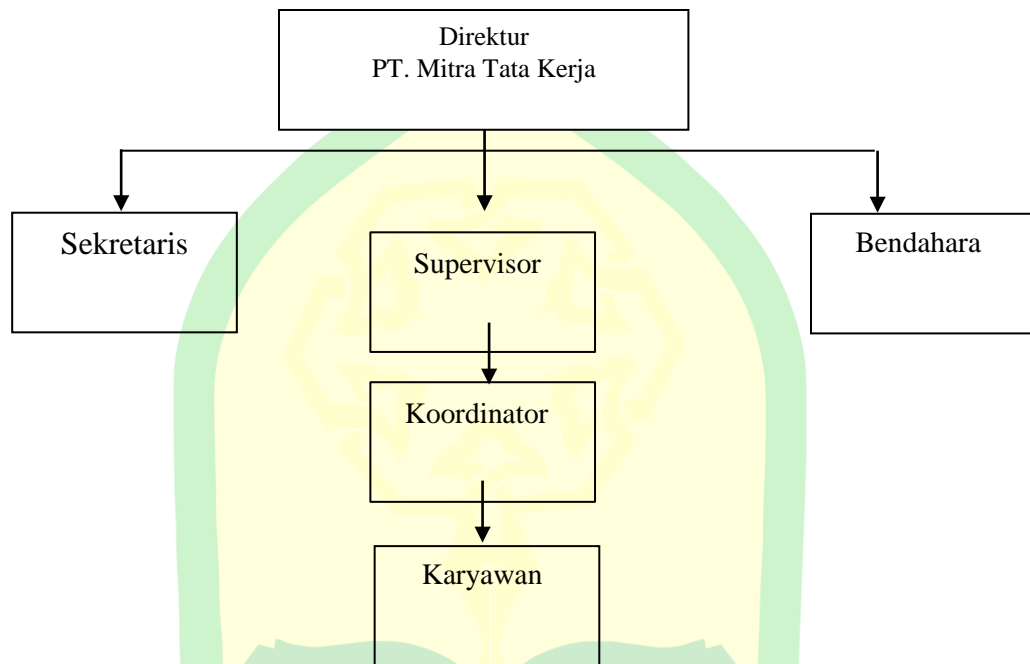 Direktur
PT. Mitra Tata Kerja
Sekretaris
Supervisor
Bendahara
Koordinator
Karyawan